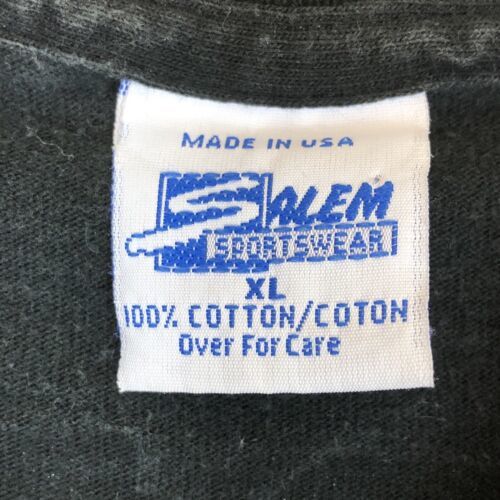 MADE IN USA
SALEM
SPORTSWEAR
XL
100% COTTON/COTON
Over For Care